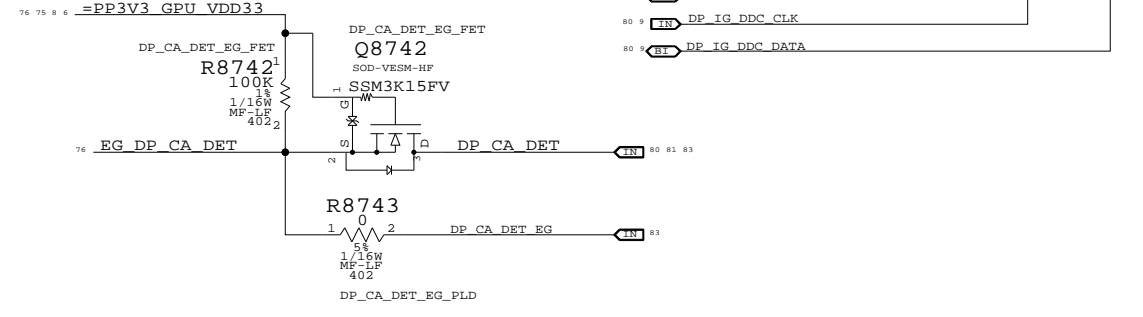 76 75 8 6 =PP3V3_GPU_VDD33
80 9 IN DP_IG_DDC_CLK
80 9 BI DP_IG_DDC_DATA
DP_CA_DET_EG_FET
Q8742
SOD-VESM-HF
SSM3K15FV
DP_CA_DET_EG_FET
R8742 1
100K
1%
1/16W
MF-LF
402 2
1
G
S
D
2
3
76 EG_DP_CA_DET
DP_CA_DET IN 80 81 83
R8743
0
1 2
5%
1/16W
MF-LF
402
DP_CA_DET_EG IN 83
DP_CA_DET_EG_PLD